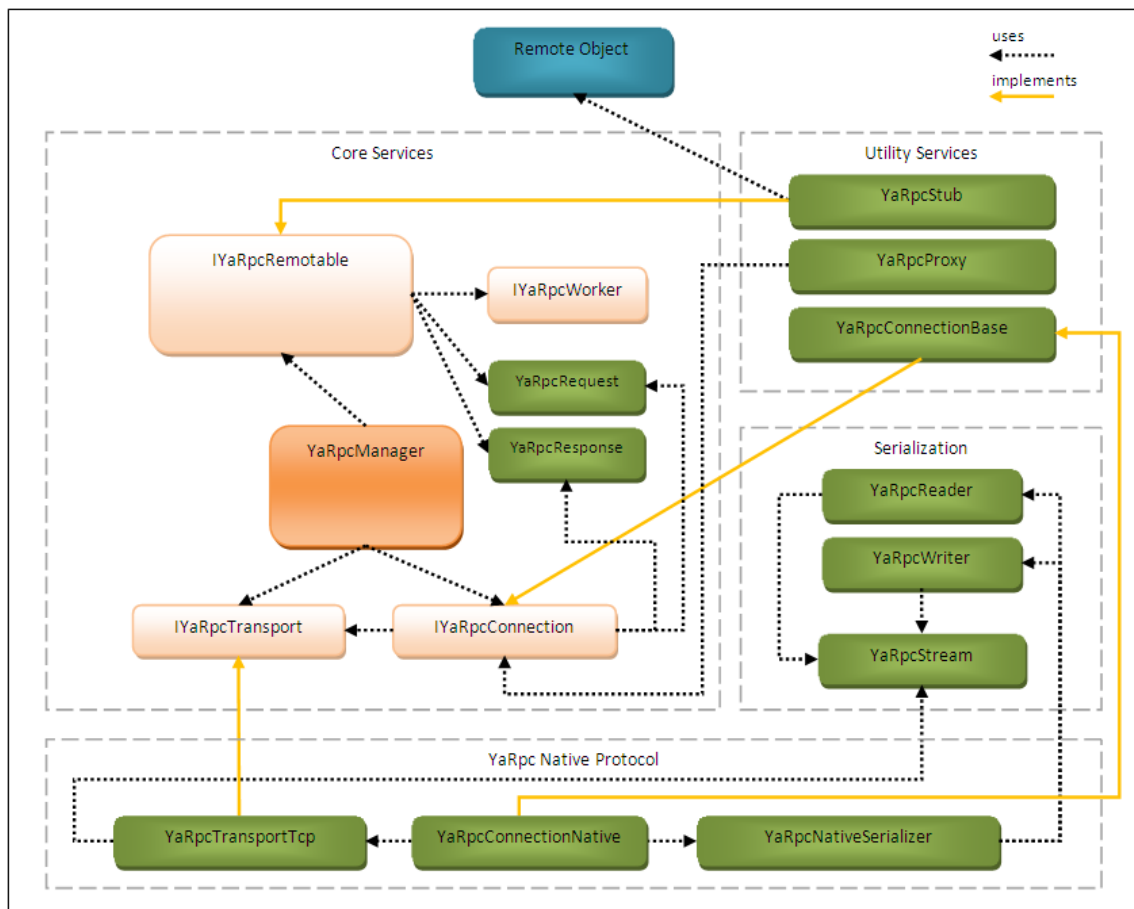 Remote Object
uses
implements
Core Services
Utility Services
YaRpcStub
IYaRpcRemotable
YaRpcProxy
IYaRpcWorker
YaRpcConnectionBase
YaRpcRequest
YaRpcManager
YaRpcResponse
Serialization
YaRpcReader
YaRpcWriter
IYaRpcTransport
IYaRpcConnection
YaRpcStream
YaRpc Native Protocol
YaRpcTransportTcp
YaRpcConnectionNative
YaRpcNativeSerializer